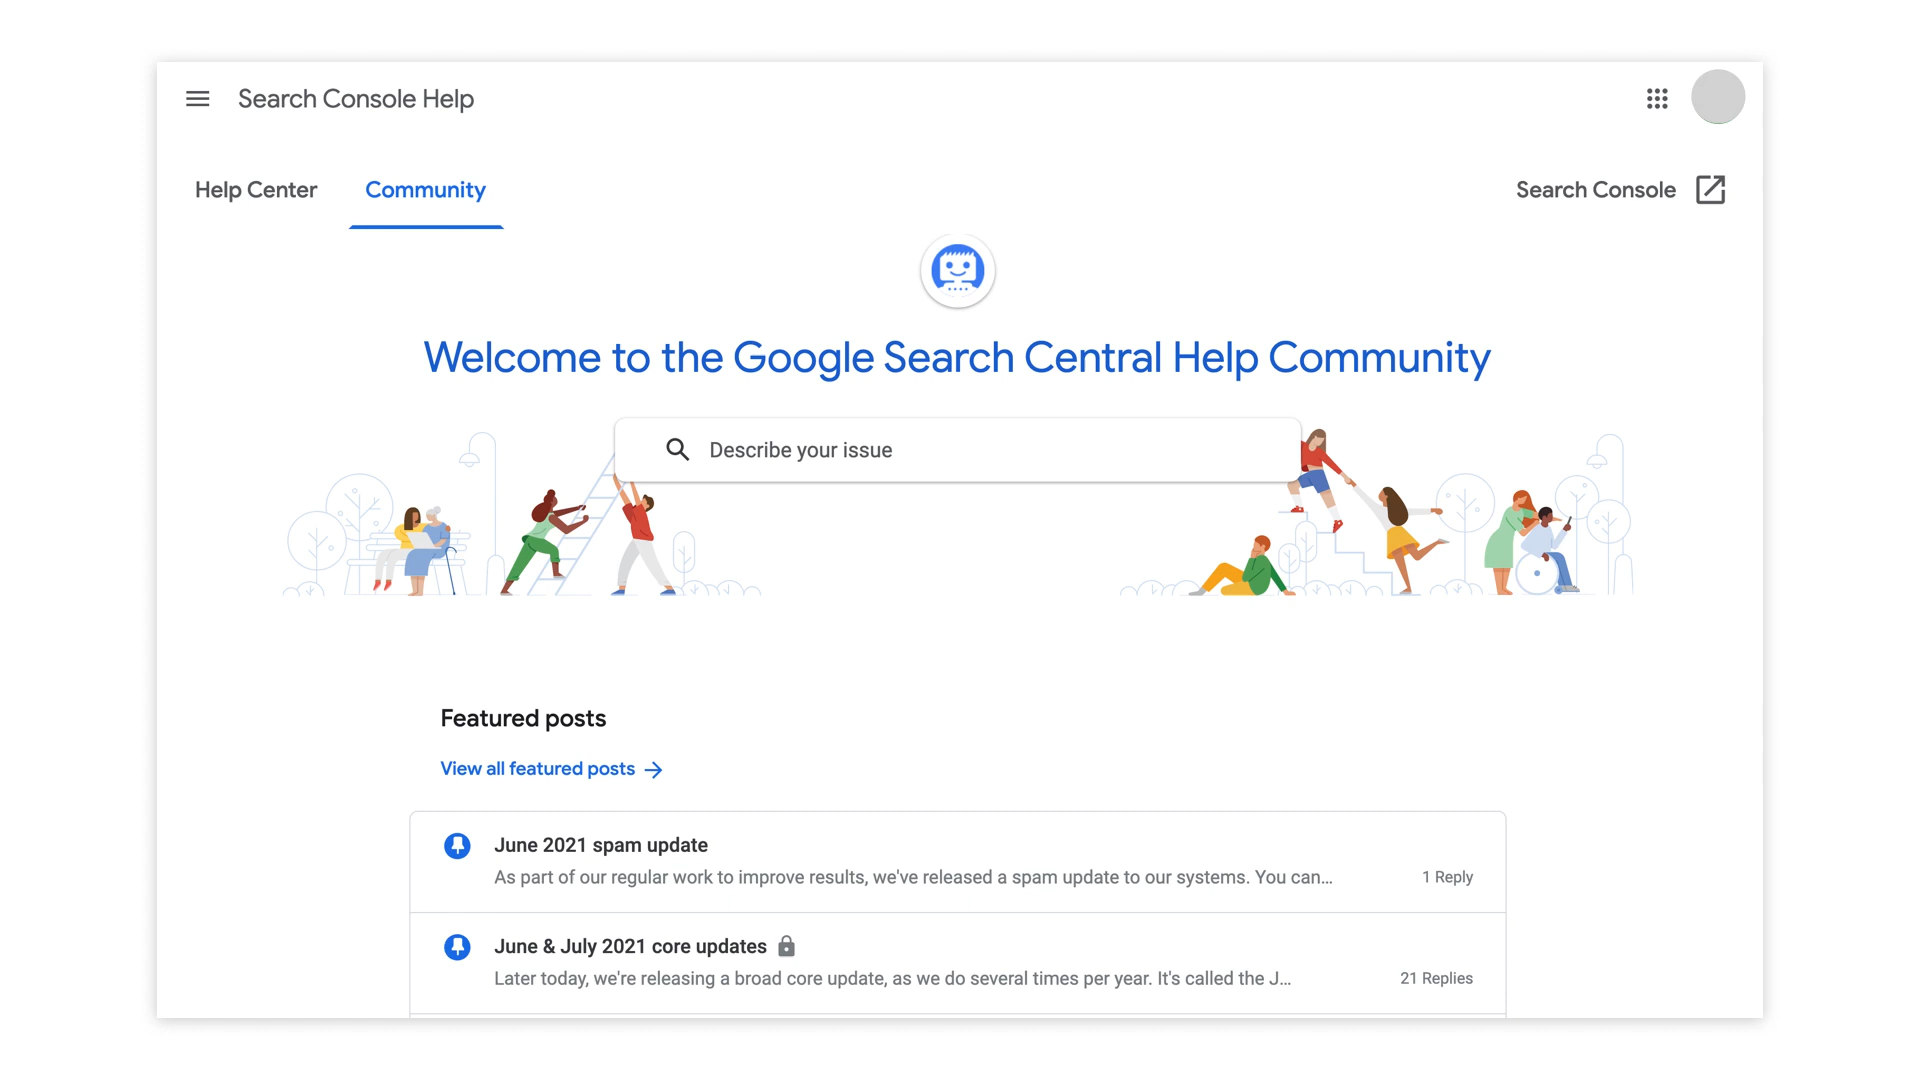 Search Console Help
Help Center
Community
Search Console
Welcome to the Google Search Central Help Community
Describe your issue
Featured posts
View all featured posts
June 2021 spam update
As part of our regular work to improve results, we've released a spam update to our systems. You can...
1 Reply
June & July 2021 core updates
Later today, we're releasing a broad core update, as we do several times per year. It's called the J...
21 Replies